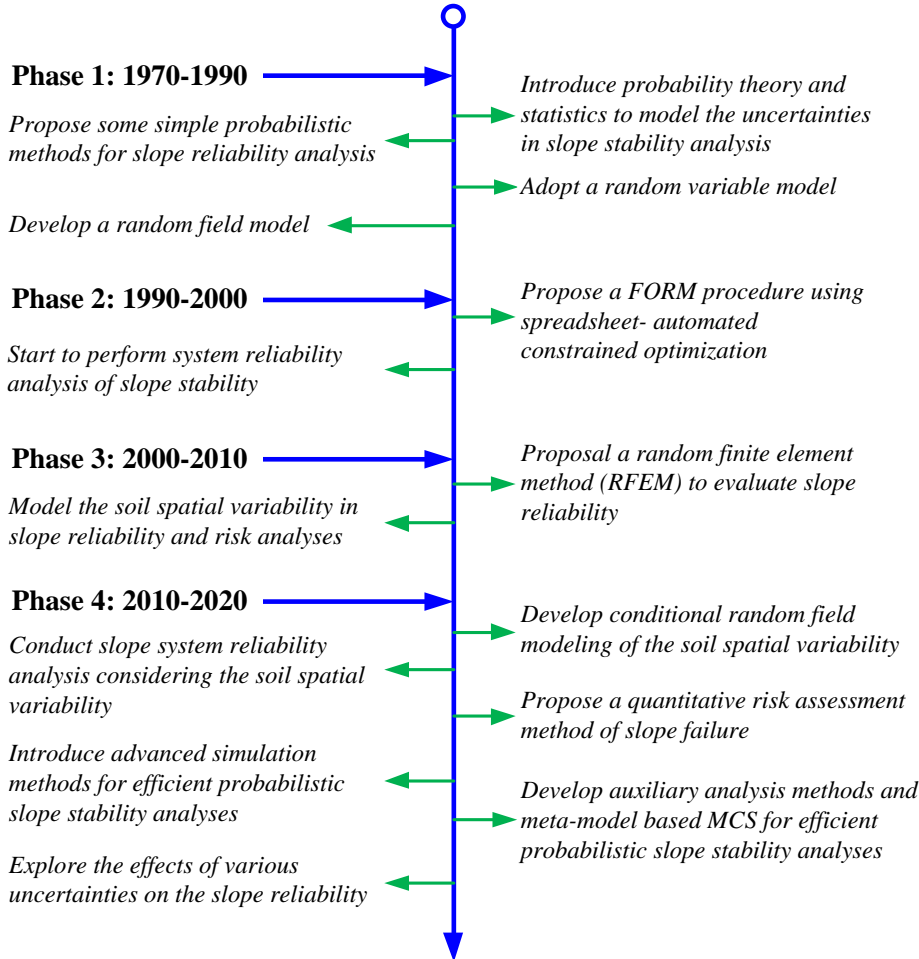 Phase 1: 1970-1990
Introduce probability theory and
statistics to model the uncertainties
in slope stability analysis
Propose some simple probabilistic
methods for slope reliability analysis
Adopt a random variable model
Develop a random field model
Phase 2: 1990-2000
Propose a FORM procedure using
spreadsheet- automated
constrained optimization
Start to perform system reliability
analysis of slope stability
Phase 3: 2000-2010
Proposal a random finite element
method (RFEM) to evaluate slope
reliability
Model the soil spatial variability in
slope reliability and risk analyses
Phase 4: 2010-2020
Develop conditional random field
modeling of the soil spatial variability
Conduct slope system reliability
analysis considering the soil spatial
variability
Propose a quantitative risk assessment
method of slope failure
Introduce advanced simulation
methods for efficient probabilistic
slope stability analyses
Develop auxiliary analysis methods and
meta-model based MCS for efficient
probabilistic slope stability analyses
Explore the effects of various
uncertainties on the slope reliability